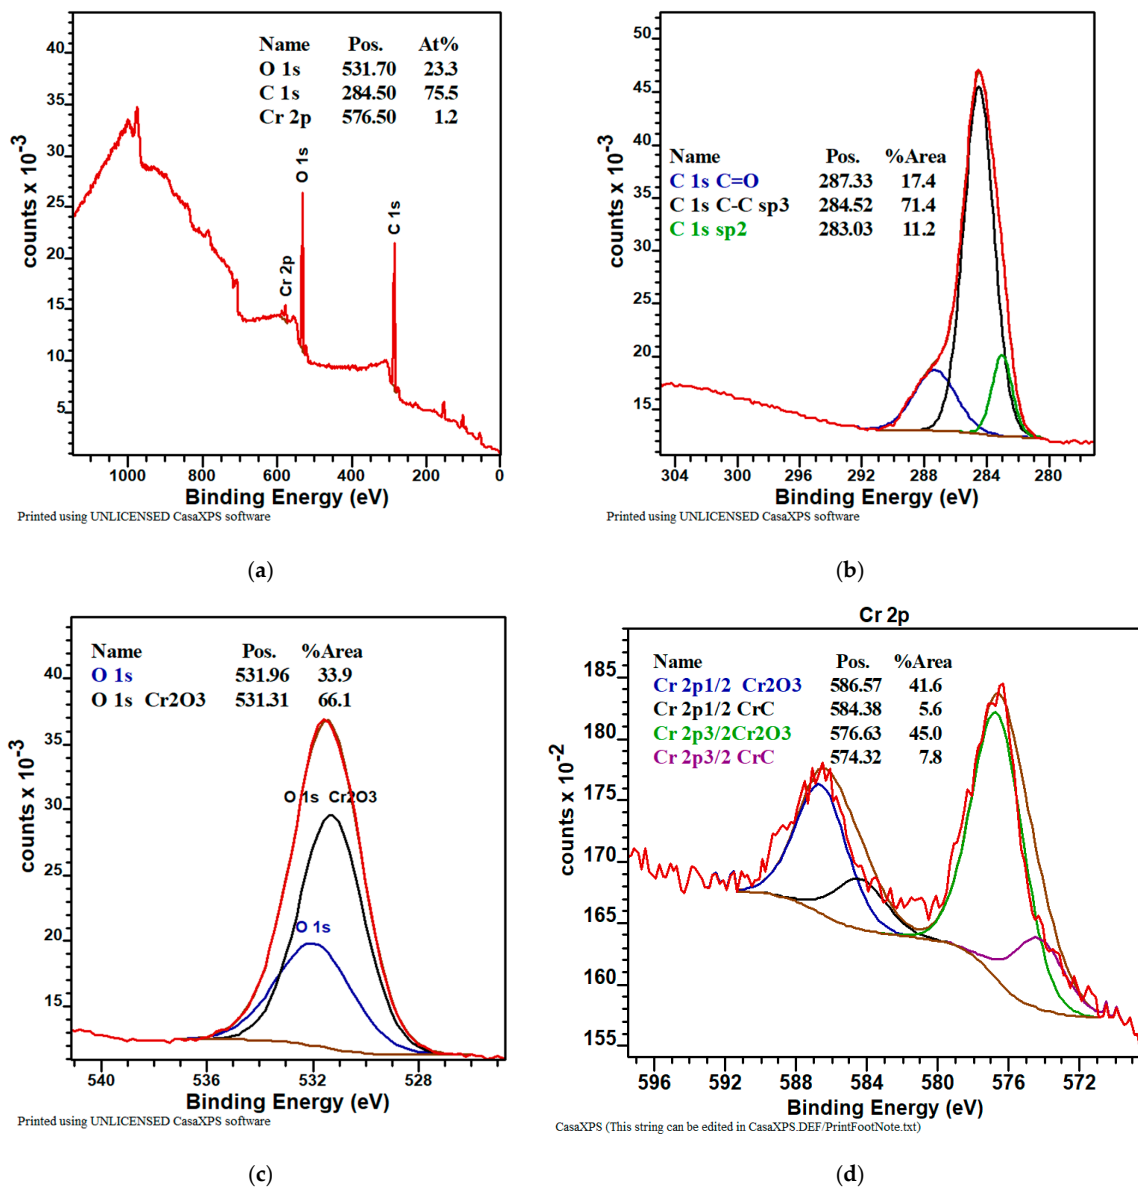 Name Pos. At%
O 1s 531.70 23.3
C 1s 284.50 75.5
Cr 2p 576.50 1.2
40
35
30
25
20
15
10
5
counts x 10-3
O 1s
C 1s
Cr 2p
1000 800 600 400 200 0
Binding Energy (eV)
Printed using UNLICENSED CasaXPS software
(a)
50
45
40
35
30
25
20
15
counts x 10-3
Name Pos. %Area
C 1s C=O 287.33 17.4
C 1s C-C sp3 284.52 71.4
C 1s sp2 283.03 11.2
304 300 296 292 288 284 280
Binding Energy (eV)
Printed using UNLICENSED CasaXPS software
(b)
Name Pos. %Area
O 1s 531.96 33.9
O 1s Cr2O3 531.31 66.1
40
35
30
25
20
15
counts x 10-3
O 1s Cr2O3
O 1s
540 536 532 528
Binding Energy (eV)
Printed using UNLICENSED CasaXPS software
(c)
Cr 2p
Name Pos. %Area
Cr 2p1/2 Cr2O3 586.57 41.6
Cr 2p1/2 CrC 584.38 5.6
Cr 2p3/2Cr2O3 576.63 45.0
Cr 2p3/2 CrC 574.32 7.8
185
180
175
170
165
160
155
counts x 10-2
596 592 588 584 580 576 572
Binding Energy (eV)
CasaXPS (This string can be edited in CasaXPS.DEF/PrintFootNote.txt)
(d)